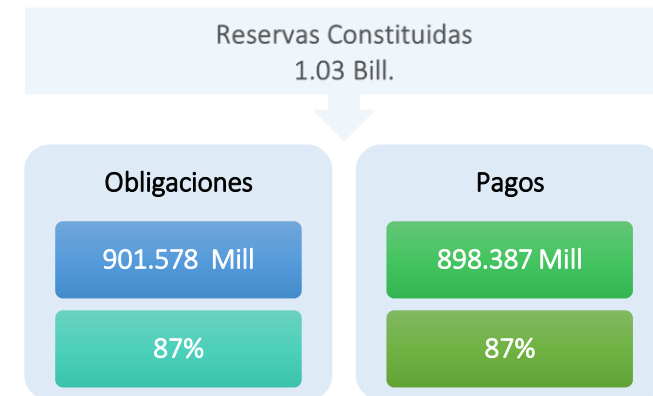 Reservas Constituidas
1.03 Bill.
Obligaciones
901.578 Mill
87%
Pagos
898.387 Mill
87%